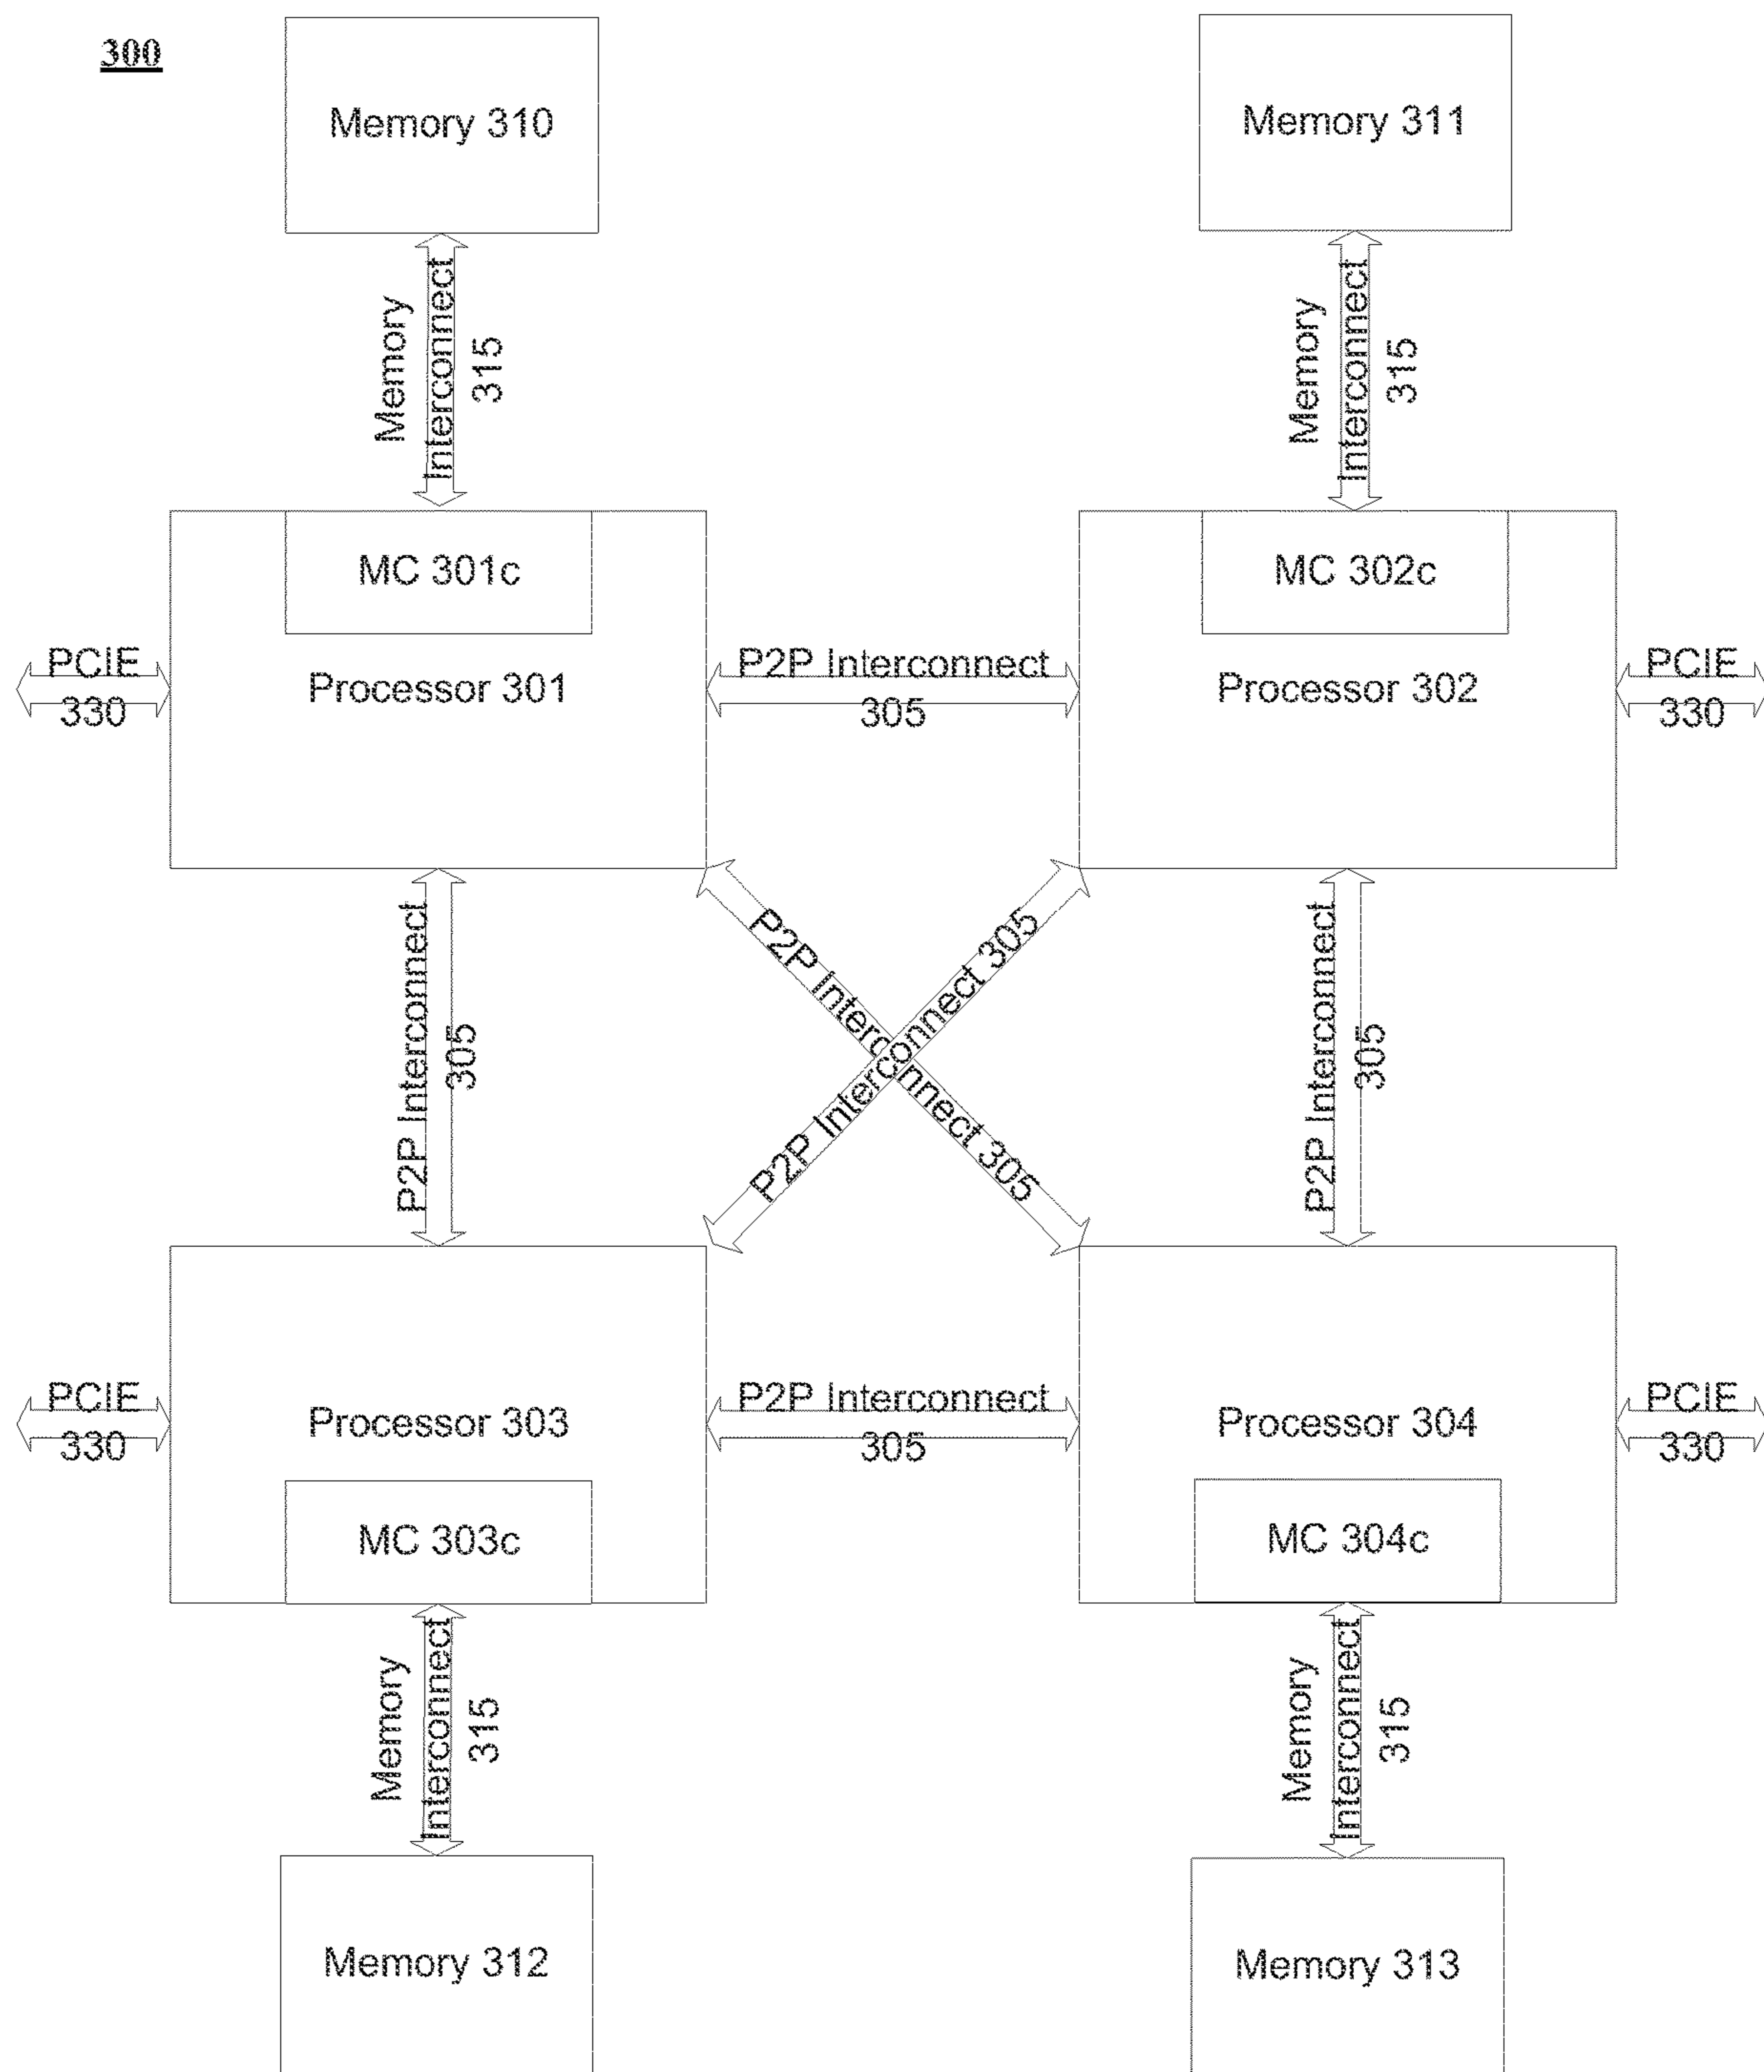 300
Memory 310
Memory 311
Memory
Interconnect
315
Memory
Interconnect
315
MC 301c
MC 302c
PCIE
330
Processor 301
P2P Interconnect
305
Processor 302
PCIE
330
P2P Interconnect
305
P2P Interconnect 305
P2P Interconnect 305
P2P Interconnect
305
PCIE
330
Processor 303
P2P Interconnect
305
Processor 304
PCIE
330
MC 303c
MC 304c
Memory
Interconnect
315
Memory
Interconnect
315
Memory 312
Memory 313